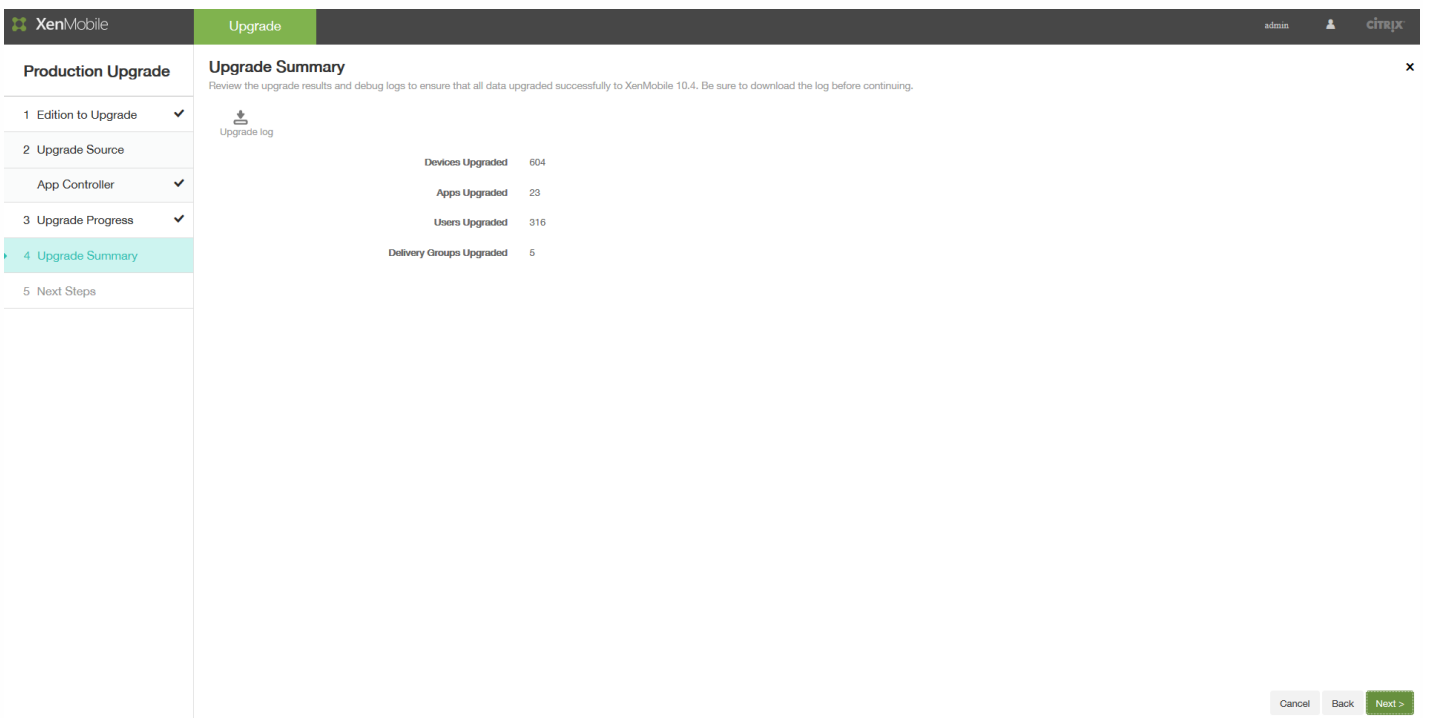 XenMobile
Upgrade
admin
CİTRIX
Production Upgrade
1 Edition to Upgrade
2 Upgrade Source
App Controller
3 Upgrade Progress
4 Upgrade Summary
5 Next Steps
Upgrade Summary
Review the upgrade results and debug logs to ensure that all data upgraded successfully to XenMobile 10.4. Be sure to download the log before continuing.
Upgrade log
Devices Upgraded 604
Apps Upgraded 23
Users Upgraded 316
Delivery Groups Upgraded 5
Cancel Back Next >